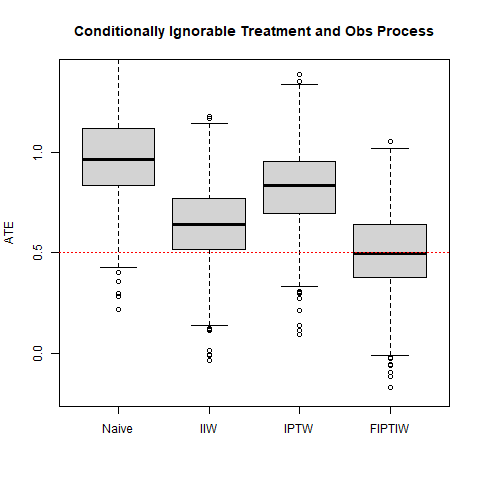 Conditionally Ignorable Treatment and Obs Process
ATE
1.0
0.5
0.0
Naive
IIW
IPTW
FIPTIW